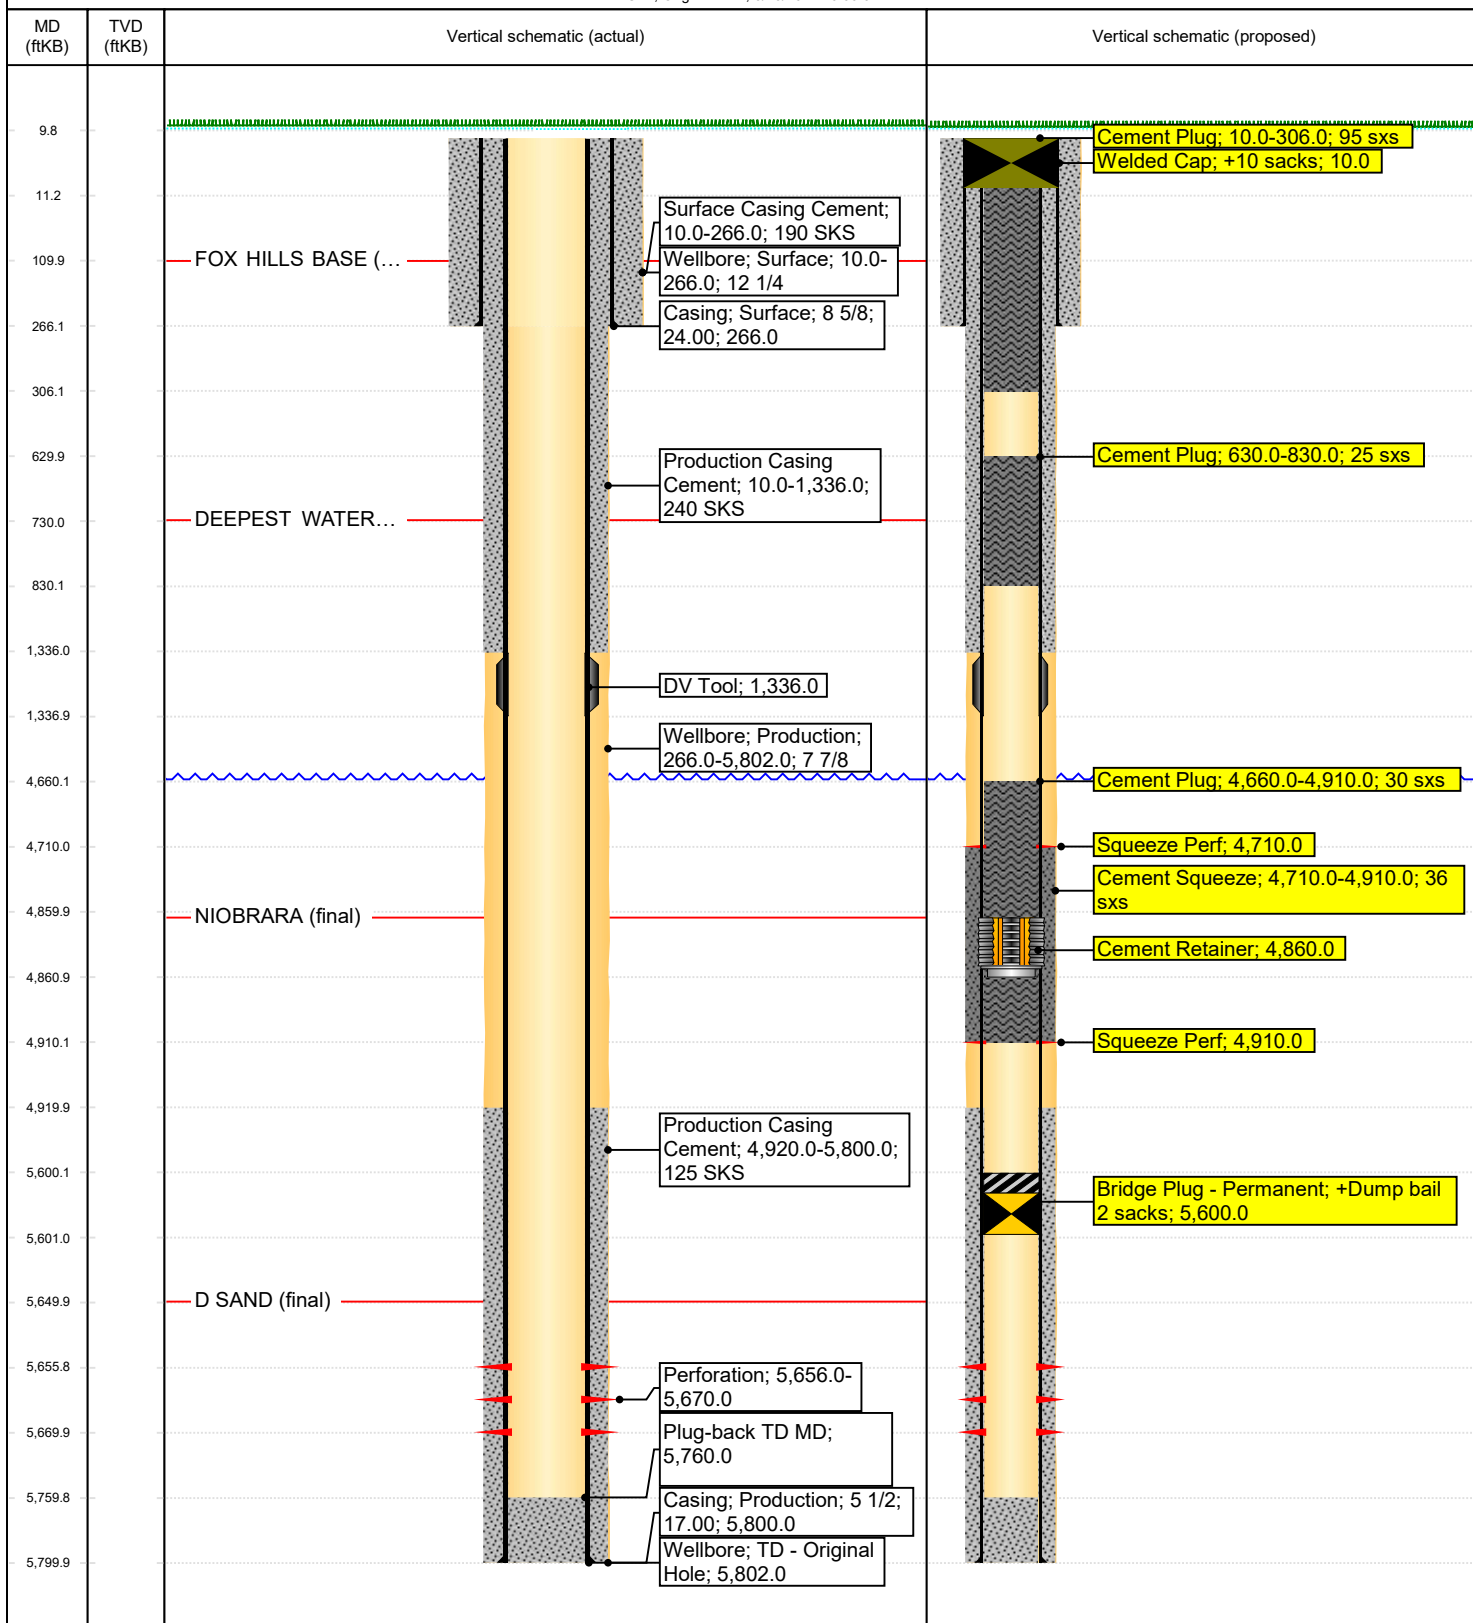 MD
(ftKB)
TVD
(ftKB)
Vertical schematic (actual)
Vertical schematic (proposed)
9.8
11.2
109.9
266.1
306.1
629.9
730.0
830.1
1,336.0
1,336.9
4,660.1
4,710.0
4,859.9
4,860.9
4,910.1
4,919.9
5,600.1
5,601.0
5,649.9
5,655.8
5,669.9
5,759.8
5,799.9
FOX HILLS BASE (...
DEEPEST WATER...
NIOBRARA (final)
D SAND (final)
Surface Casing Cement;
10.0-266.0; 190 SKS
Wellbore; Surface; 10.0-
266.0; 12 1/4
Casing; Surface; 8 5/8;
24.00; 266.0
Production Casing
Cement; 10.0-1,336.0;
240 SKS
DV Tool; 1,336.0
Wellbore; Production;
266.0-5,802.0; 7 7/8
Production Casing
Cement; 4,920.0-5,800.0;
125 SKS
Perforation; 5,656.0-
5,670.0
Plug-back TD MD;
5,760.0
Casing; Production; 5 1/2;
17.00; 5,800.0
Wellbore; TD - Original
Hole; 5,802.0
Cement Plug; 10.0-306.0; 95 sxs
Welded Cap; +10 sacks; 10.0
Cement Plug; 630.0-830.0; 25 sxs
Cement Plug; 4,660.0-4,910.0; 30 sxs
Squeeze Perf; 4,710.0
Cement Squeeze; 4,710.0-4,910.0; 36
sxs
Cement Retainer; 4,860.0
Squeeze Perf; 4,910.0
Bridge Plug - Permanent; +Dump bail
2 sacks; 5,600.0